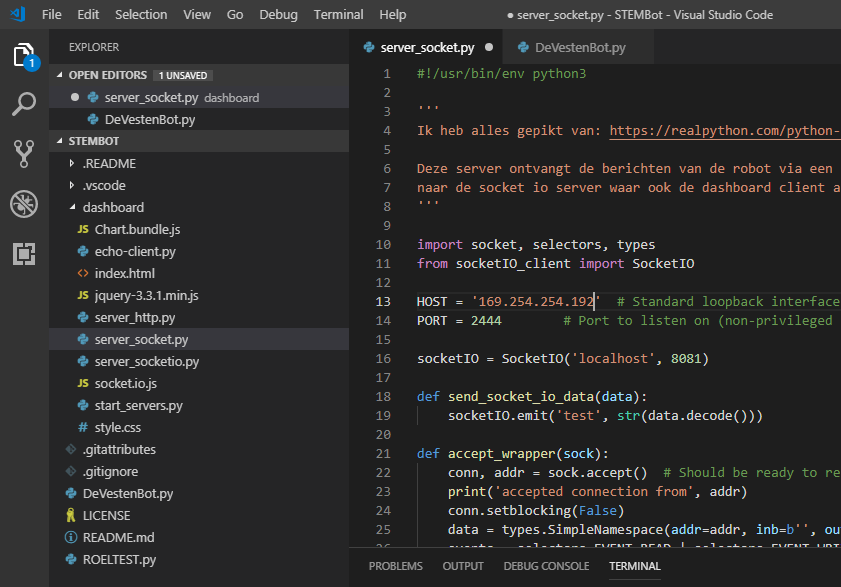 File Edit Selection View Go Debug Terminal Help ● server_socket.py - STEMBot - Visual Studio Code
EXPLORER
1
OPEN EDITORS 1 UNSAVED
server_socket.py dashboard
DeVestenBot.py
STEMBOT
.README
.vscode
dashboard
JS Chart.bundle.js
echo-client.py
<> index.html
JS jquery-3.3.1.min.js
server_http.py
server_socket.py
server_socketio.py
JS socket.io.js
start_servers.py
# style.css
.gitattributes
.gitignore
DeVestenBot.py
LICENSE
README.md
ROELTEST.py
server_socket.py ● DeVestenBot.py
1 #!/usr/bin/env python3
2
3 '''
4 Ik heb alles gepikt van: https://realpython.com/python-
5
6 Deze server ontvangt de berichten van de robot via een
7 naar de socket io server waar ook de dashboard client a
8 '''
9
10 import socket, selectors, types
11 from socketIO_client import SocketIO
12
13 HOST = '169.254.254.192' # Standard loopback interface
14 PORT = 2444 # Port to listen on (non-privileged
15
16 socketIO = SocketIO('localhost', 8081)
17
18 def send_socket_io_data(data):
19 socketIO.emit('test', str(data.decode()))
20
21 def accept_wrapper(sock):
22 conn, addr = sock.accept() # Should be ready to re
23 print('accepted connection from', addr)
24 conn.setblocking(False)
25 data = types.SimpleNamespace(addr=addr, inb=b'', ou
26 events = selectors.EVENT_READ | selectors.EVENT_WRI
PROBLEMS OUTPUT DEBUG CONSOLE TERMINAL